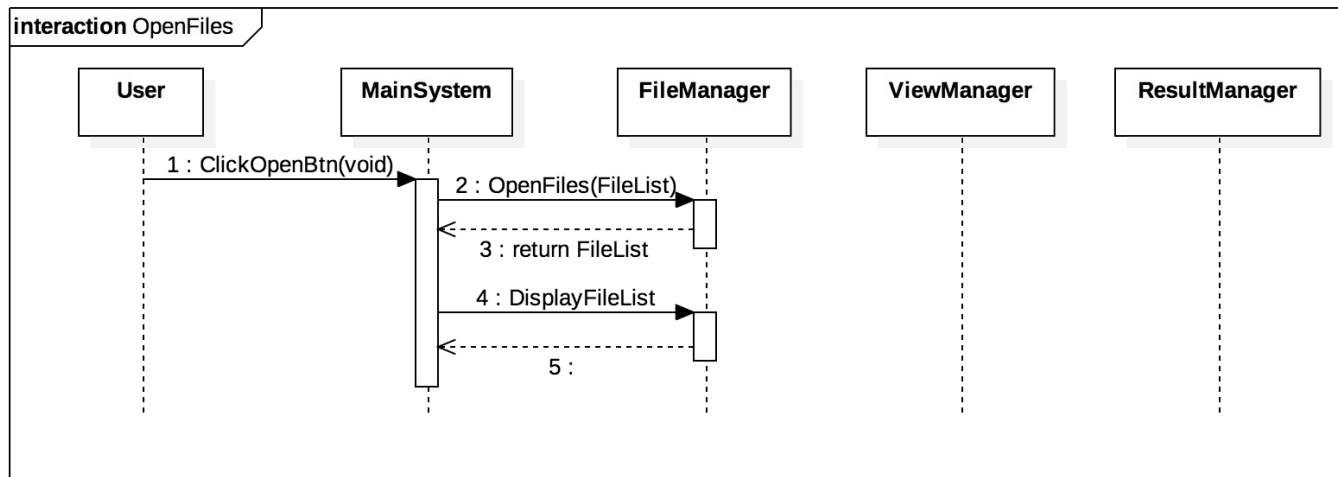 interaction OpenFiles
User
MainSystem
FileManager
ViewManager
ResultManager
1 : ClickOpenBtn(void)
2 : OpenFiles(FileList)
3 : return FileList
4 : DisplayFileList
5 :